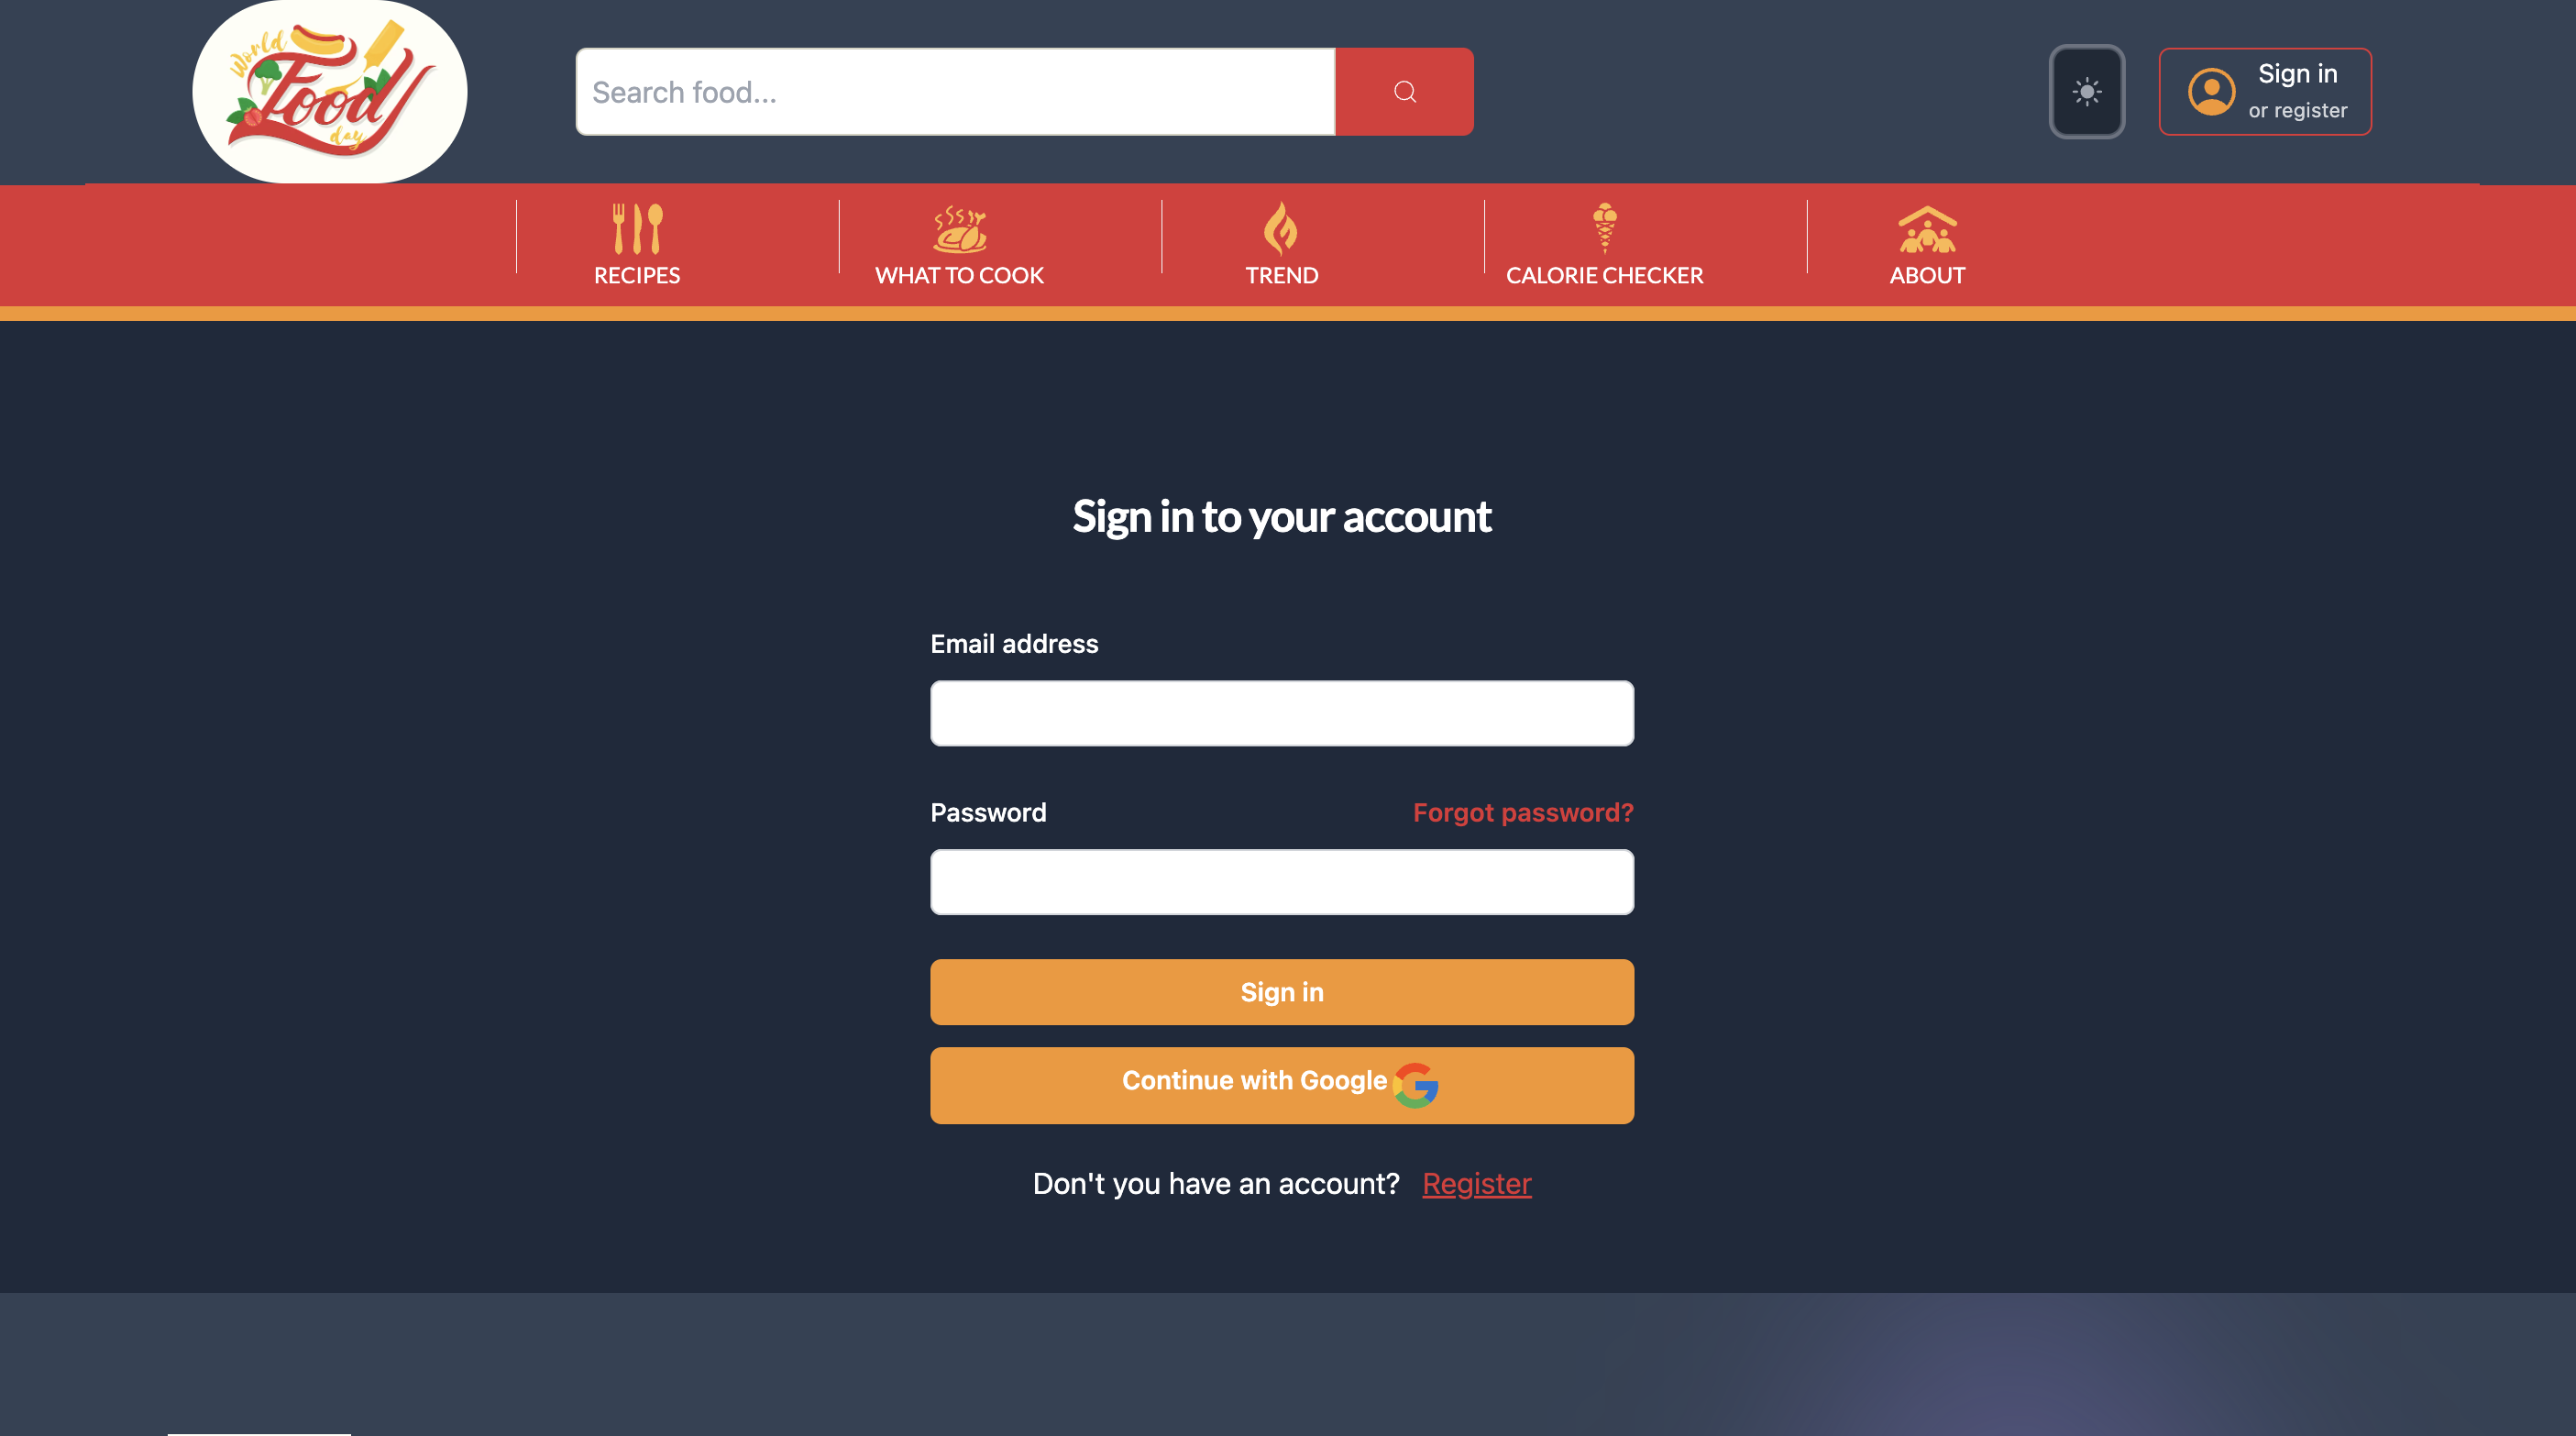 World
Food
day
Search food...
Sign in
or register
RECIPES
WHAT TO COOK
TREND
CALORIE CHECKER
ABOUT
Sign in to your account
Email address
Password
Forgot password?
Sign in
Continue with Google
Don't you have an account? Register